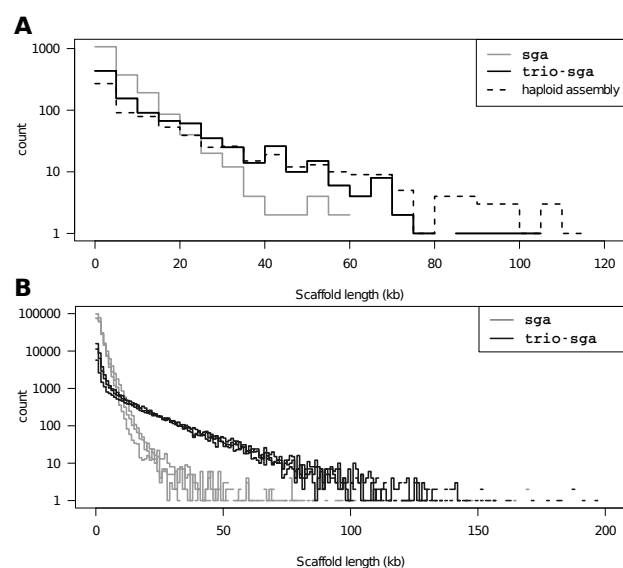 A
sga
trio-sga
haploid assembly
count
1000
100
10
1
0 20 40 60 80 100 120
Scaffold length (kb)
B
sga
trio-sga
count
100000
10000
1000
100
10
1
0 50 100 150 200
Scaffold length (kb)